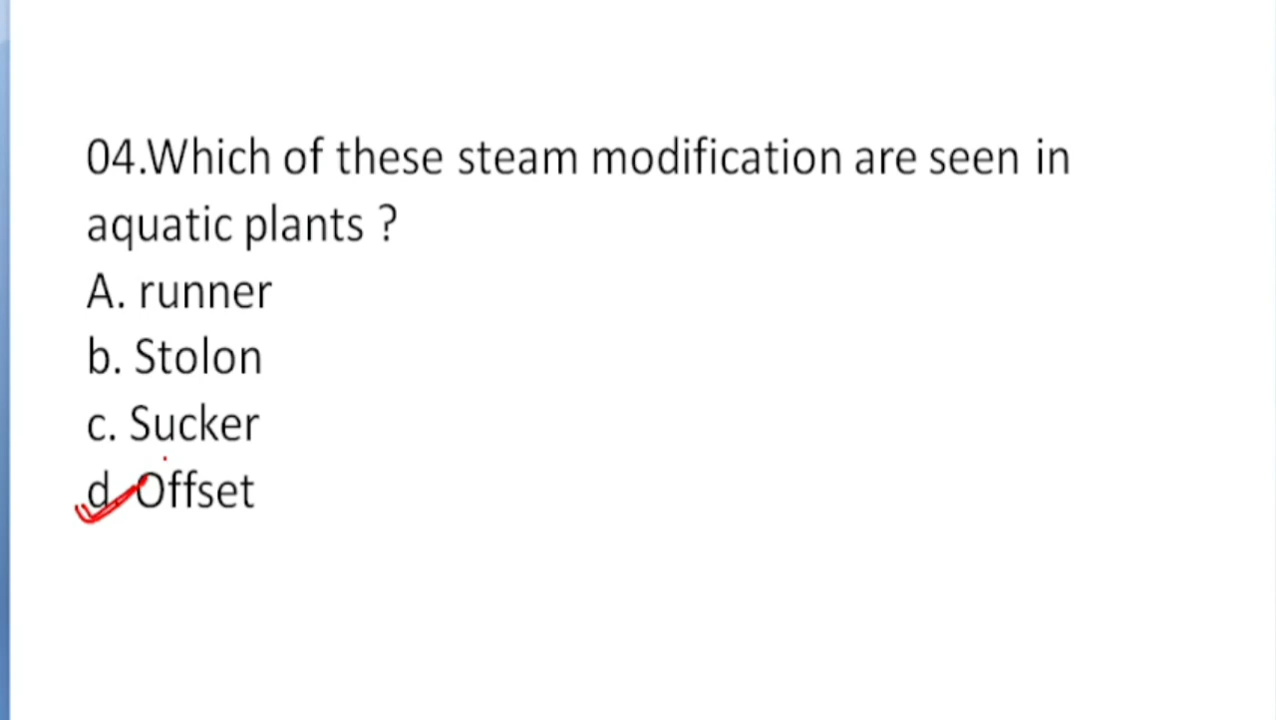 04.Which of these steam modification are seen in
aquatic plants ?
A. runner
b. Stolon
c. Sucker
d. Offset